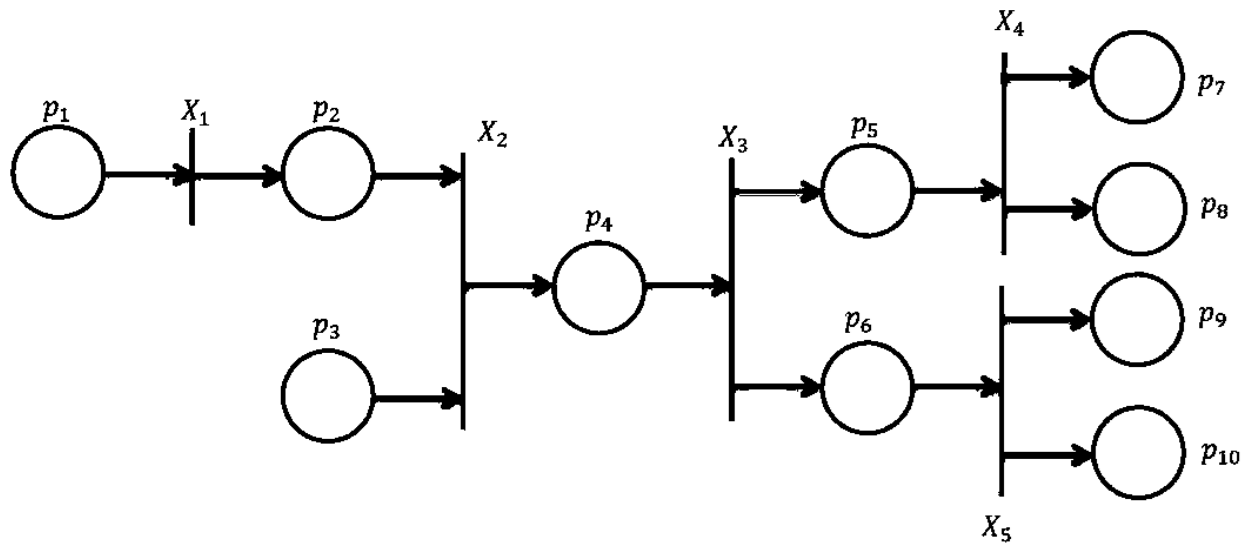 p₁
X₁
p₂
X₂
p₃
p₄
X₃
p₅
p₆
X₄
p₇
p₈
p₉
p₁₀
X₅